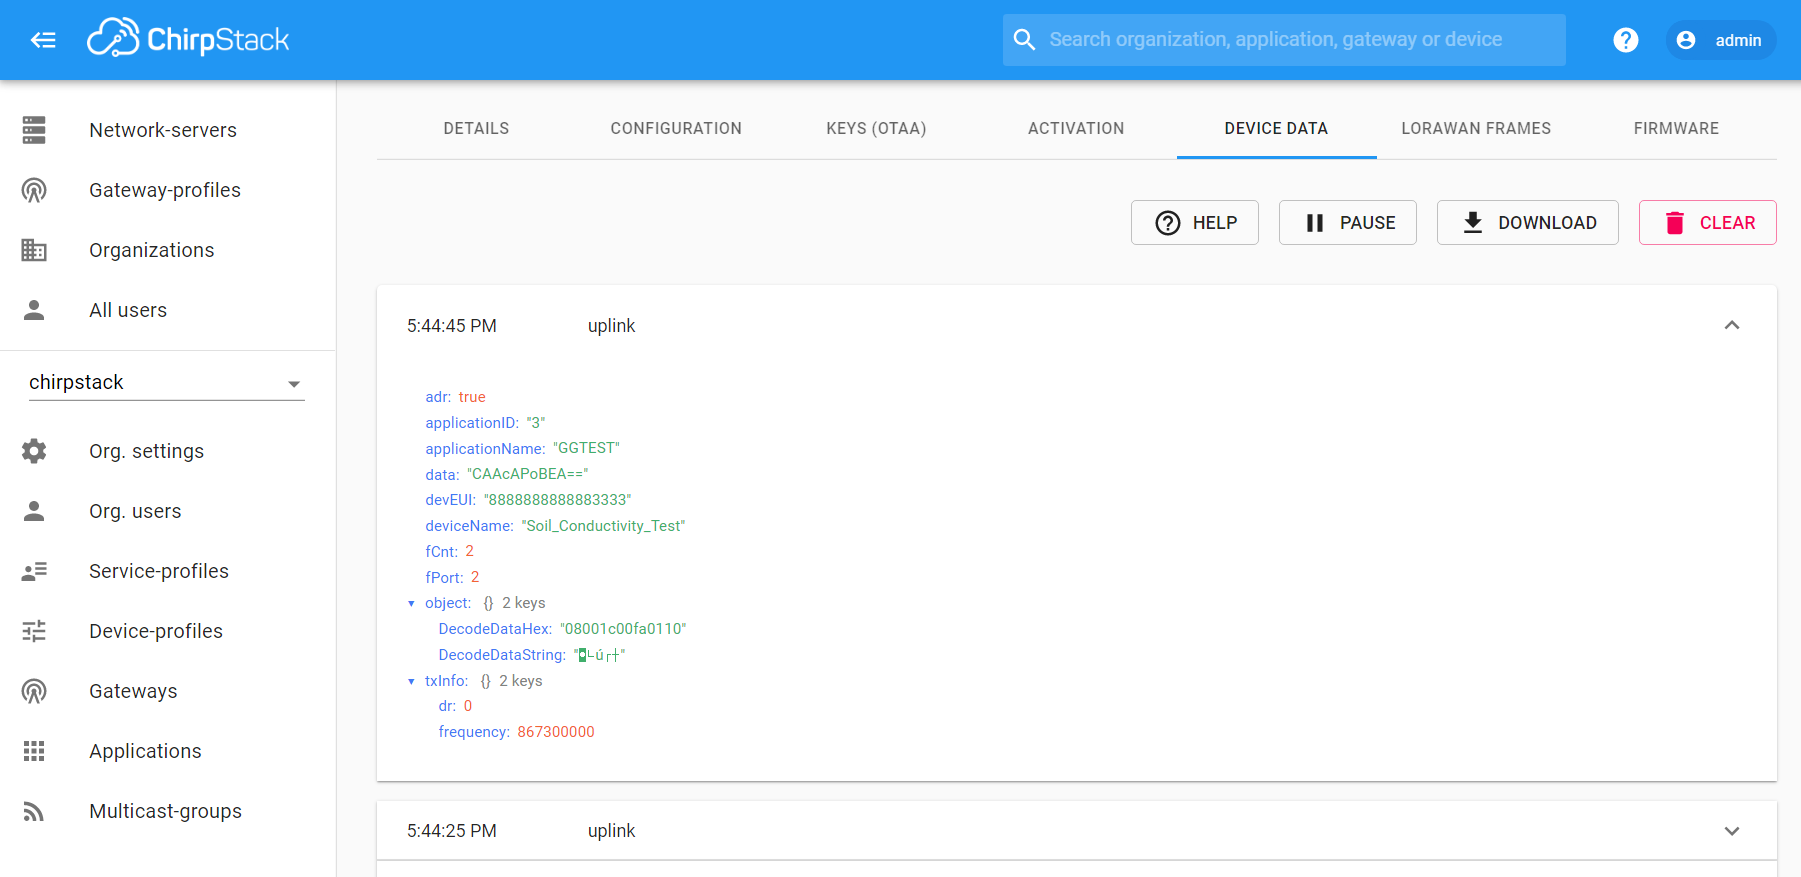 ChirpStack
Search organization, application, gateway or device
admin
Network-servers
Gateway-profiles
Organizations
All users
chirpstack
Org. settings
Org. users
Service-profiles
Device-profiles
Gateways
Applications
Multicast-groups
DETAILS CONFIGURATION KEYS (OTAA) ACTIVATION DEVICE DATA LORAWAN FRAMES FIRMWARE
HELP PAUSE DOWNLOAD CLEAR
5:44:45 PM uplink
adr: true
applicationID: "3"
applicationName: "GGTEST"
data: "CAAcAPoBEA=="
devEUI: "8888888888883333"
deviceName: "Soil_Conductivity_Test"
fCnt: 2
fPort: 2
object: {} 2 keys
DecodeDataHex: "08001c00fa0110"
DecodeDataString:
txInfo: {} 2 keys
dr: 0
frequency: 867300000
5:44:25 PM uplink